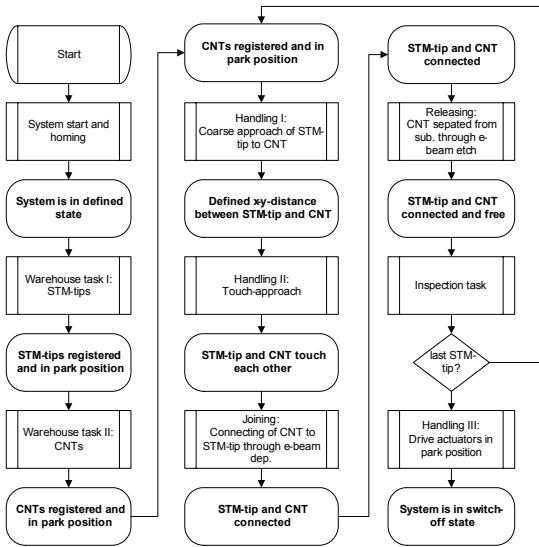 Start
System start and
homing
System is in defined
state
Warehouse task I:
STM-tips
STM-tips registered
and in park position
Warehouse task II:
CNTs
CNTs registered and
in park position
CNTs registered and in
park position
Handling I:
Coarse approach of STM-
tip to CNT
Defined x-y-distance
between STM-tip and CNT
Handling II:
Touch-approach
STM-tip and CNT touch
each other
Joining:
Connecting of CNT to
STM-tip through e-beam
dep.
STM-tip and CNT
connected
STM-tip and CNT
connected
Releasing:
CNT sepated from
sub. through e-
beam etch
STM-tip and CNT
connected and free
Inspection task
last STM-
tip?
Handling III:
Drive actuators in
park position
System is in switch-
off state